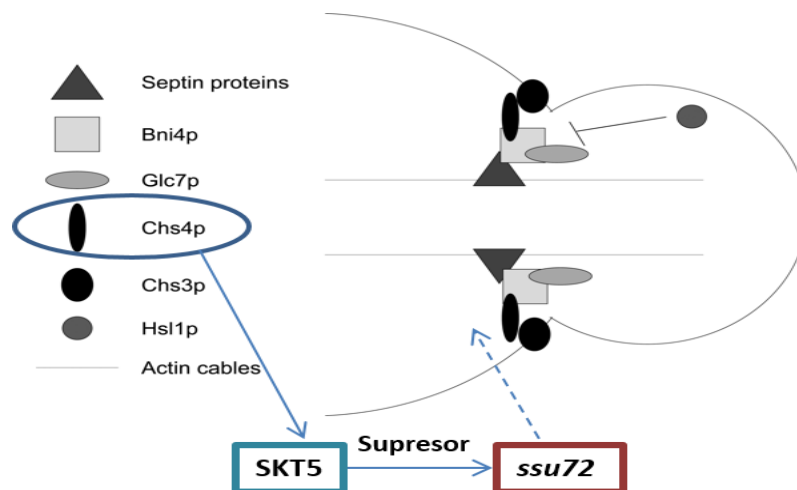 Septin proteins
Bni4p
Glc7p
Chs4p
Chs3p
Hsl1p
Actin cables
Supresor
SKT5
ssu72